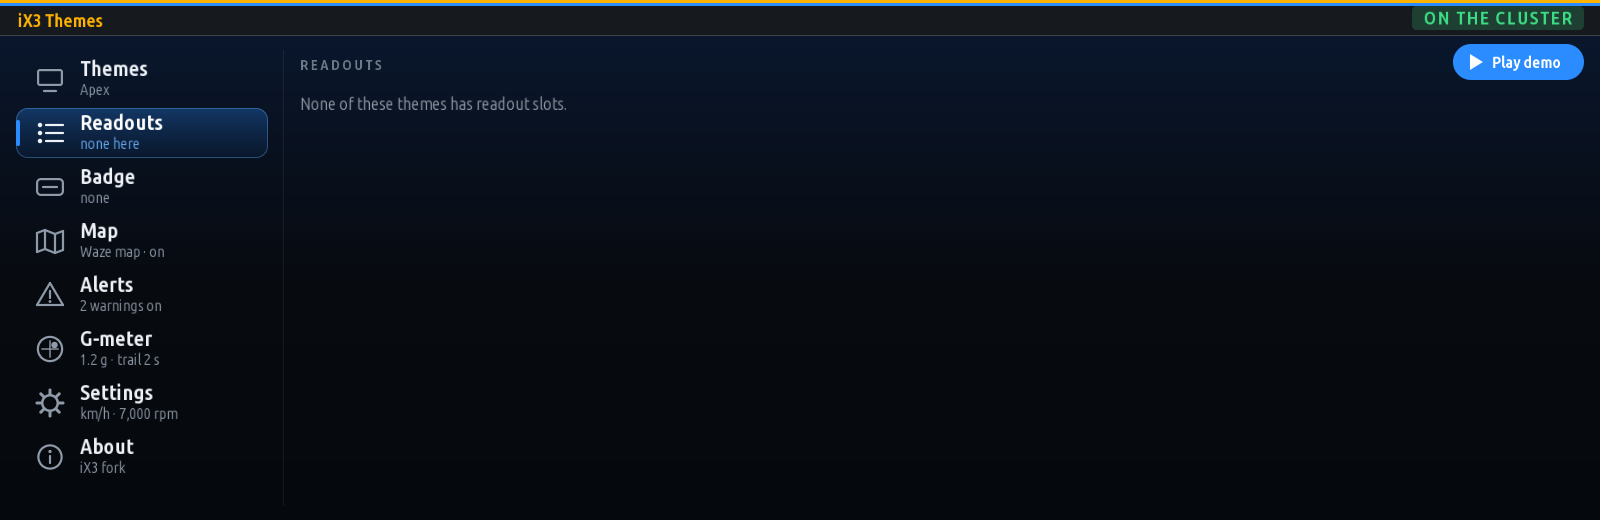 iX3 Themes
ON THE CLUSTER
Themes
Apex
Readouts
none here
Badge
none
Map
Waze map · on
Alerts
2 warnings on
G-meter
1.2 g · trail 2 s
Settings
km/h · 7,000 rpm
About
iX3 fork
READOUTS
Play demo
None of these themes has readout slots.